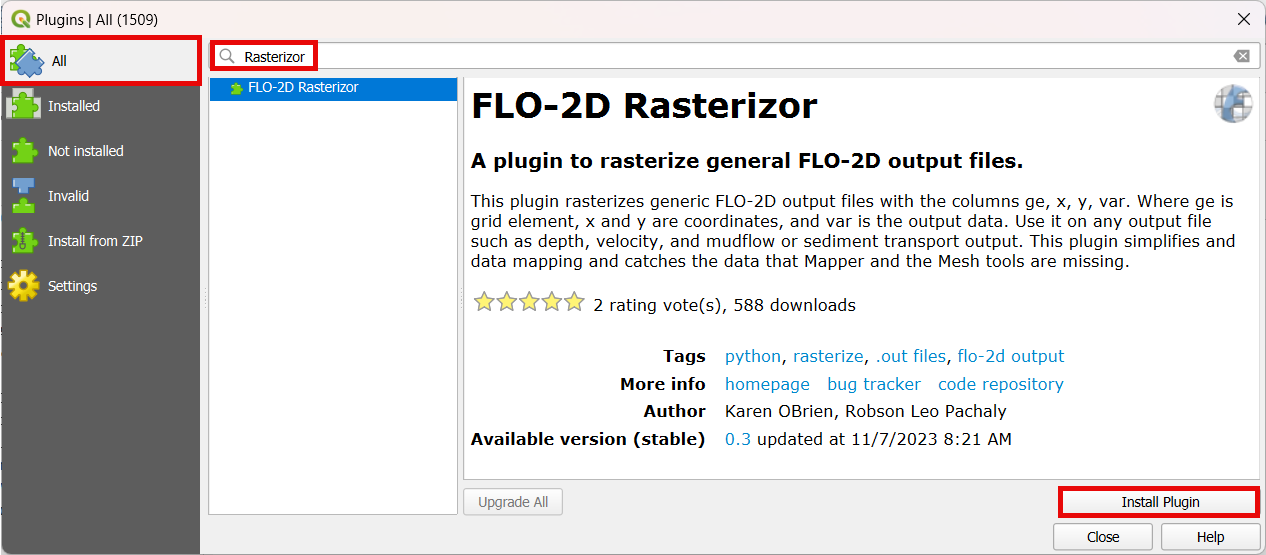 Plugins | All (1509)
All
Installed
Not installed
Invalid
Install from ZIP
Settings
Rasterizor
FLO-2D Rasterizor
FLO-2D Rasterizor
A plugin to rasterize general FLO-2D output files.
This plugin rasterizes generic FLO-2D output files with the columns ge, x, y, var. Where ge is
grid element, x and y are coordinates, and var is the output data. Use it on any output file
such as depth, velocity, and mudflow or sediment transport output. This plugin simplifies and
data mapping and catches the data that Mapper and the Mesh tools are missing.
2 rating vote(s), 588 downloads
Tags python, rasterize, .out files, flo-2d output
More info homepage bug tracker code repository
Author Karen OBrien, Robson Leo Pachaly
Available version (stable) 0.3 updated at 11/7/2023 8:21 AM
Upgrade All
Install Plugin
Close
Help